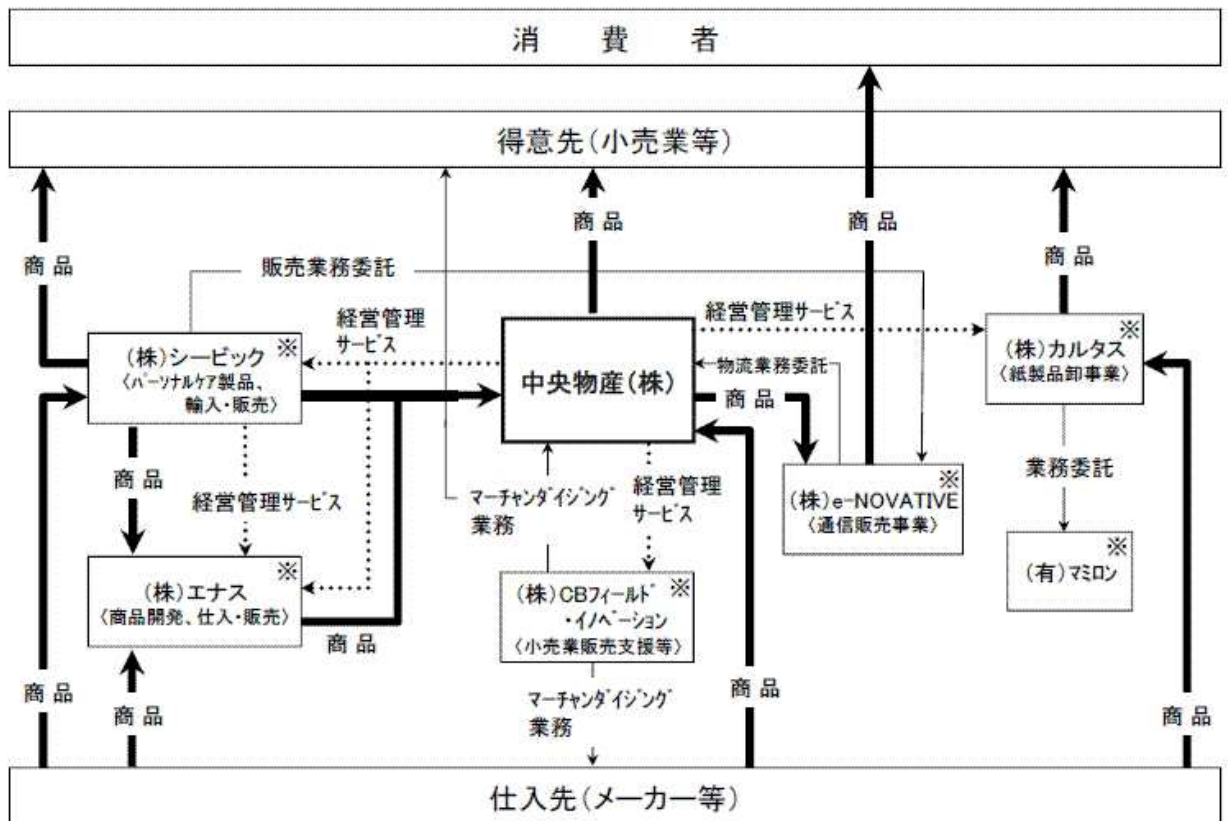 消費者
得意先(小売業等)
商品
商品
商品
商品
商品
販売業務委託
経営管理
サービス
経営管理サービス
(株)シービック ※
〈パーソナルケア製品、
輸入・販売〉
中央物産(株)
物流業務委託
商品
(株)カルタス ※
〈紙製品卸事業〉
商品
経営管理サービス
マーチャンダイジング
業務
経営管理
サービス
(株)e-NOVATIVE ※
〈通信販売事業〉
業務委託
(有)マミロン ※
(株)エナス ※
〈商品開発、仕入・販売〉
商品
(株)CBフィールド ※
・イノベーション
〈小売業販売支援等〉
商品
商品
マーチャンダイジング
業務
商品
商品
仕入先(メーカー等)